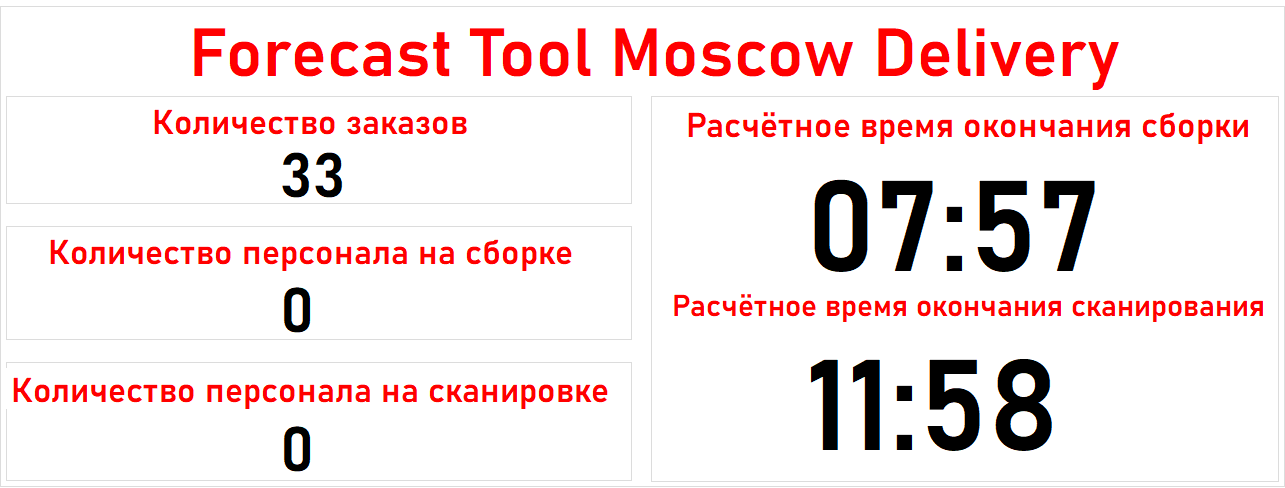 Forecast Tool Moscow Delivery
Количество заказов
33
Количество персонала на сборке
0
Количество персонала на сканировке
0
Расчётное время окончания сборки
07:57
Расчётное время окончания сканирования
11:58